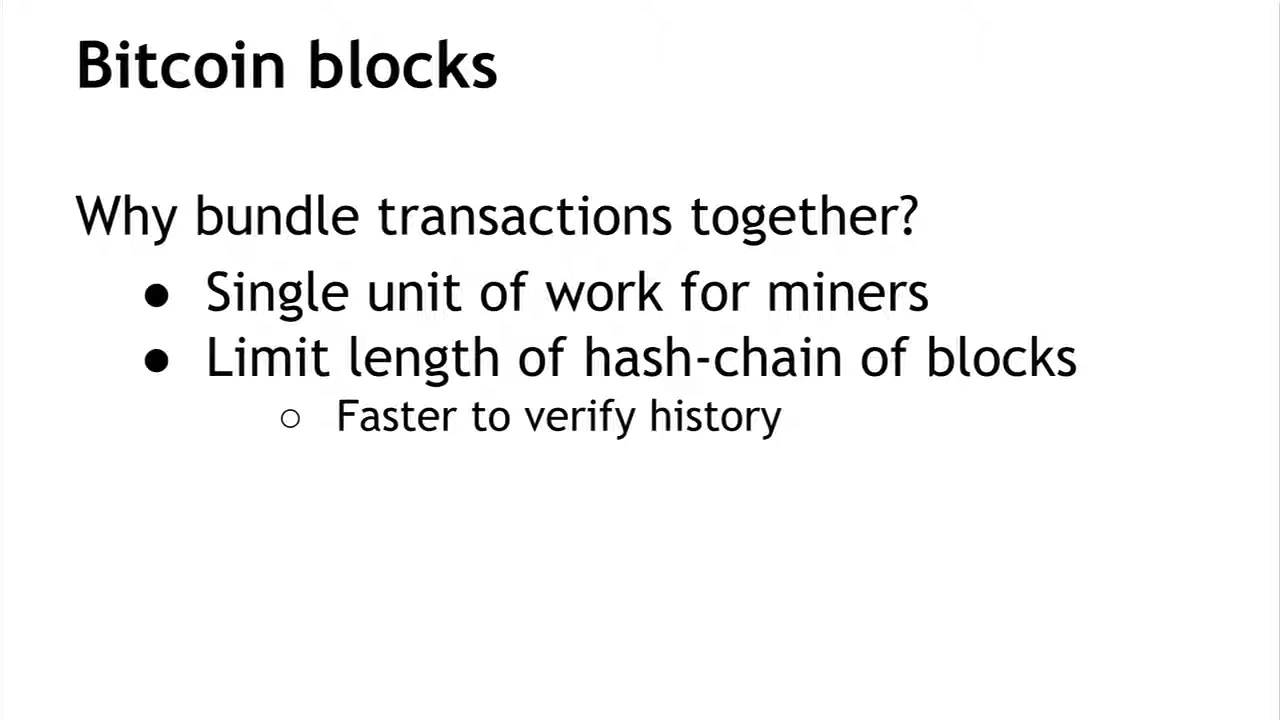 Bitcoin blocks
Why bundle transactions together?
● Single unit of work for miners
● Limit length of hash-chain of blocks
○ Faster to verify history